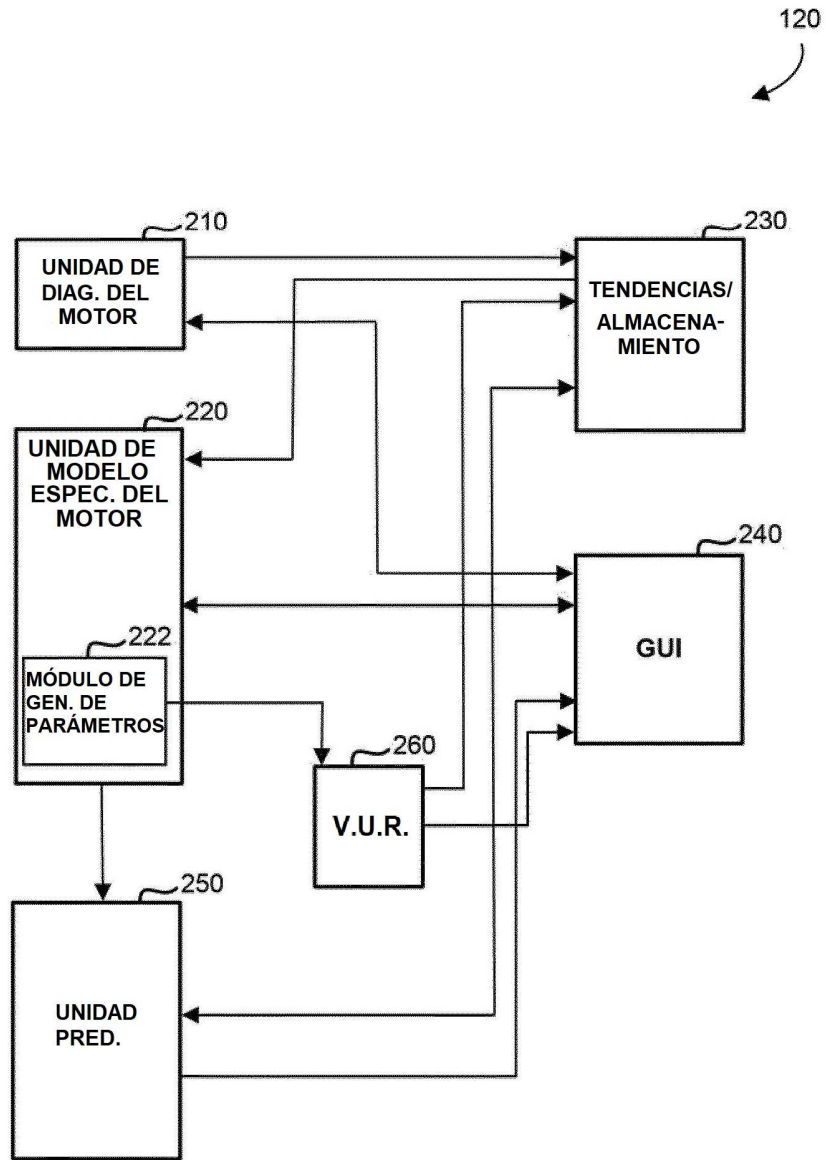 120
210
UNIDAD DE
DIAG. DEL
MOTOR
230
TENDENCIAS/
ALMACENA-
MIENTO
220
UNIDAD DE
MODELO
ESPEC. DEL
MOTOR
222
MÓDULO DE
GEN. DE
PARÁMETROS
240
GUI
260
V.U.R.
250
UNIDAD
PRED.